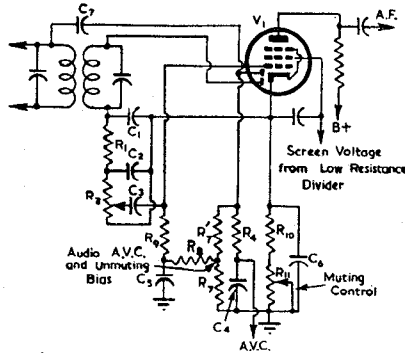 C7
V1
A.F.
B+
C1
R1
C2
Screen Voltage
from Low Resistance
Divider
R2
C3
R9
R8
R'7
R4
R10
C6
Audio A.V.C.
and Unmuting
Bias
C5
R7
C4
R11
Muting
Control
A.V.C.